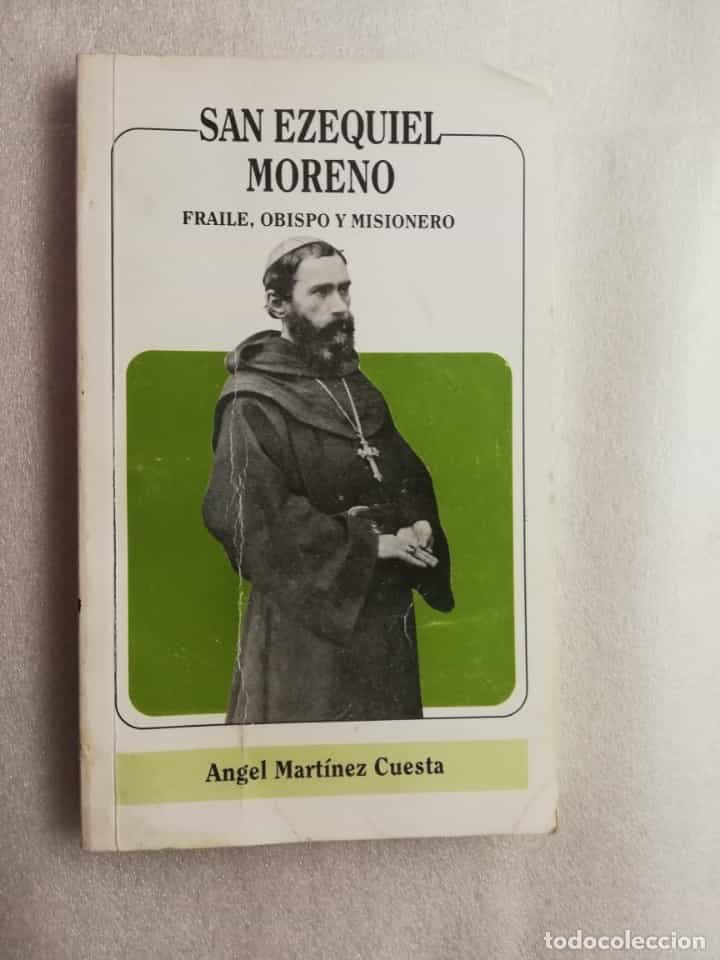 SAN EZEQUIEL
MORENO
FRAILE, OBISPO Y MISIONERO
Angel Martínez Cuesta
todocoleccion